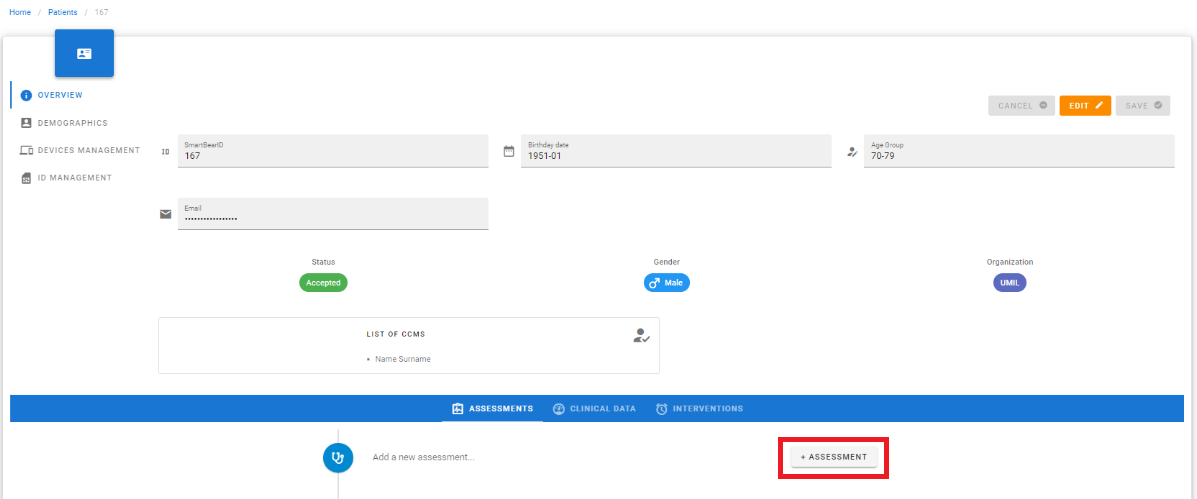 Home / Patients / 167
OVERVIEW
DEMOGRAPHICS
DEVICES MANAGEMENT
ID MANAGEMENT
CANCEL EDIT SAVE
ID SmartBearID
167
Birthday date
1951-01
Age Group
70-79
Email
•••••••••••••••••
Status
Accepted
Gender
Male
Organization
UMIL
LIST OF CCMS
• Name Surname
ASSESSMENTS CLINICAL DATA INTERVENTIONS
Add a new assessment...
+ ASSESSMENT